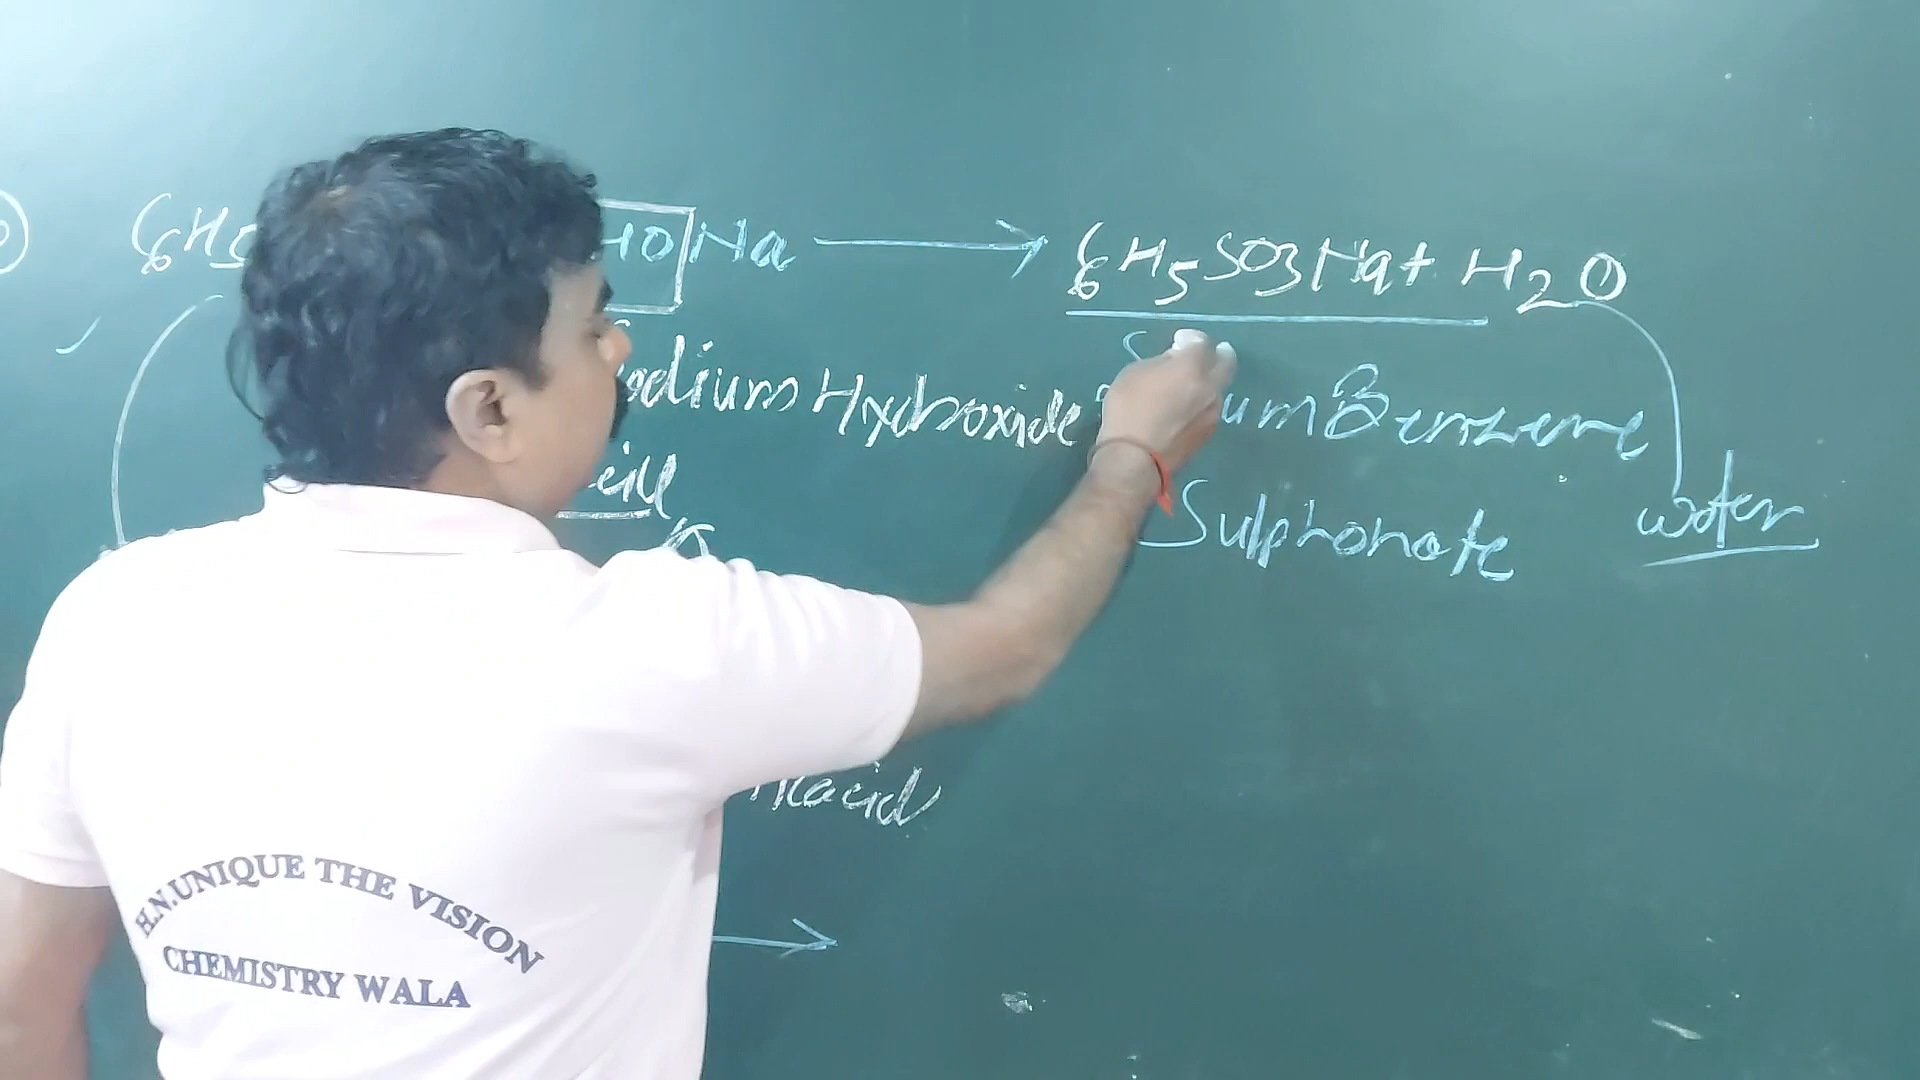 C6H5 HO Na → C6H5SO3Na + H2O
Sodium Hydroxide
um Benzene
Sulphonate
water
acid
H.N.UNIQUE THE VISION
CHEMISTRY WALA